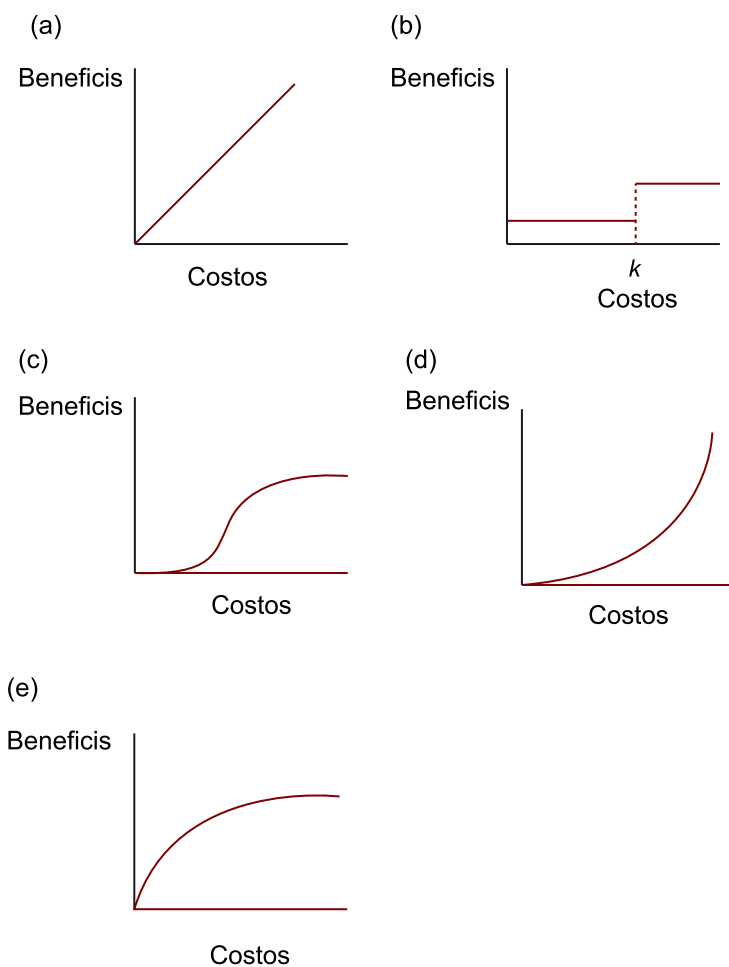 (a)
Beneficis
Costos
(b)
Beneficis
k
Costos
(c)
Beneficis
Costos
(d)
Beneficis
Costos
(e)
Beneficis
Costos